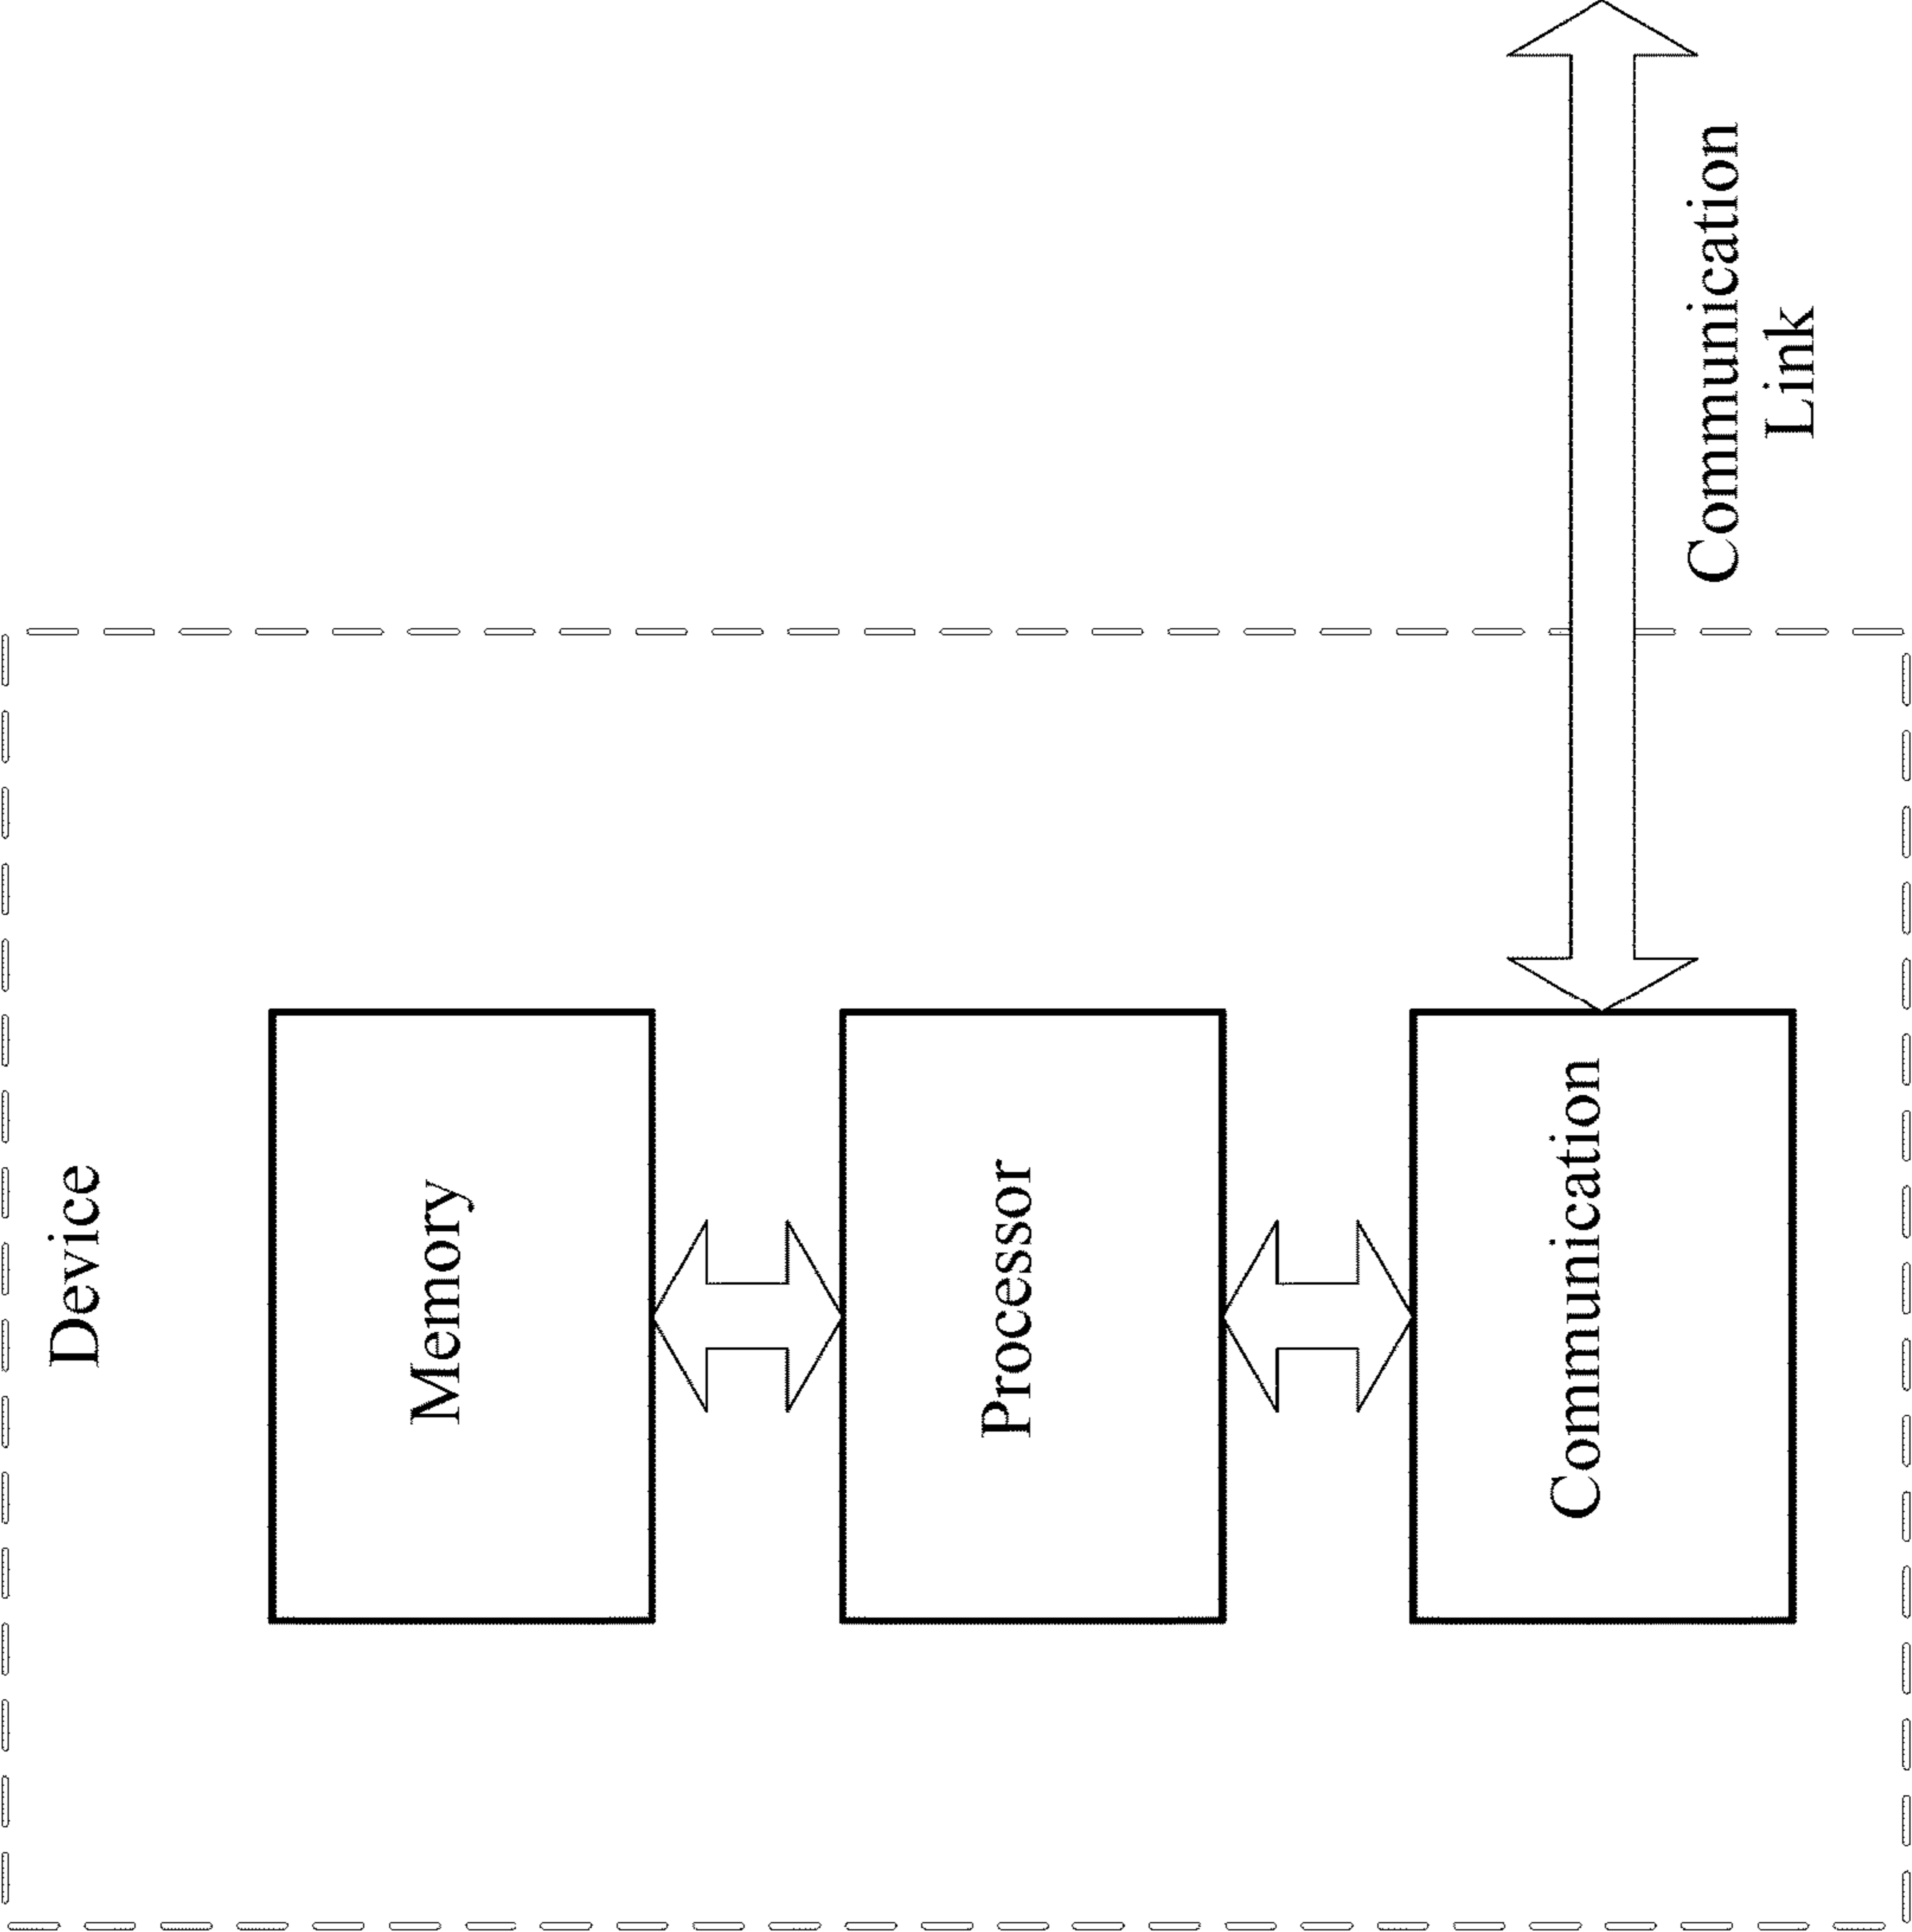 Device
Memory
Processor
Communication
Communication
Link